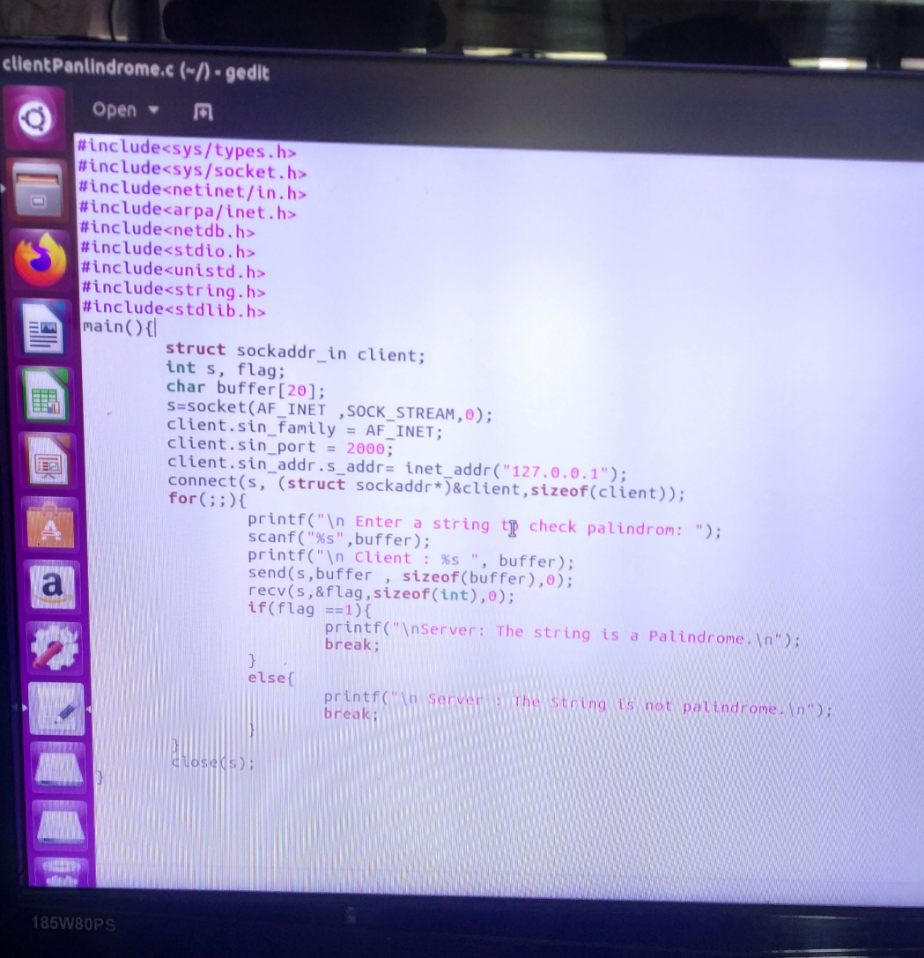 clientPanlindrome.c (~/) - gedit
Open
#include<sys/types.h>
#include<sys/socket.h>
#include<netinet/in.h>
#include<arpa/inet.h>
#include<netdb.h>
#include<stdio.h>
#include<unistd.h>
#include<string.h>
#include<stdlib.h>
main(){
struct sockaddr_in client;
int s, flag;
char buffer[20];
s=socket(AF_INET ,SOCK_STREAM,0);
client.sin_family = AF_INET;
client.sin_port = 2000;
client.sin_addr.s_addr= inet_addr("127.0.0.1");
connect(s, (struct sockaddr*)&client,sizeof(client));
for(;;){
printf("\n Enter a string to check palindrom: ");
scanf("%s",buffer);
printf("\n Client : %s ", buffer);
send(s,buffer , sizeof(buffer),0);
recv(s,&flag,sizeof(int),0);
if(flag ==1){
printf("\nServer: The string is a Palindrome.\n");
break;
}
else{
printf("\n Server : The String is not palindrome.\n");
break;
}
}
close(s);
}
185W80PS